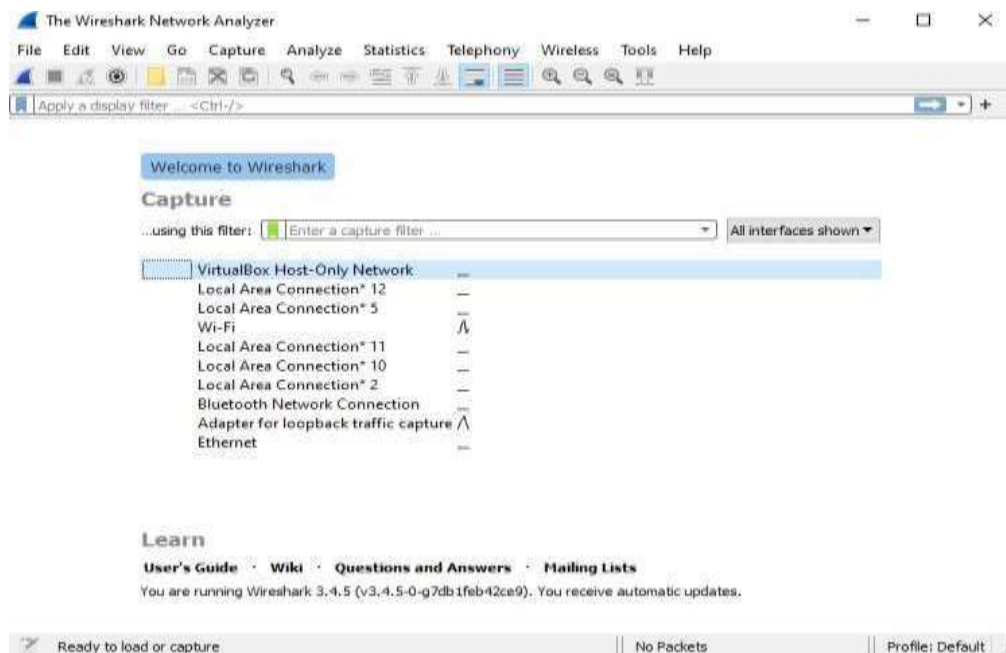 The Wireshark Network Analyzer
File Edit View Go Capture Analyze Statistics Telephony Wireless Tools Help
Apply a display filter ... <Ctrl-/>
Welcome to Wireshark
Capture
...using this filter: Enter a capture filter ... All interfaces shown
VirtualBox Host-Only Network
Local Area Connection* 12
Local Area Connection* 5
Wi-Fi
Local Area Connection* 11
Local Area Connection* 10
Local Area Connection* 2
Bluetooth Network Connection
Adapter for loopback traffic capture
Ethernet
Learn
User's Guide · Wiki · Questions and Answers · Mailing Lists
You are running Wireshark 3.4.5 (v3.4.5-0-g7db1feb42ce9). You receive automatic updates.
Ready to load or capture No Packets Profile: Default